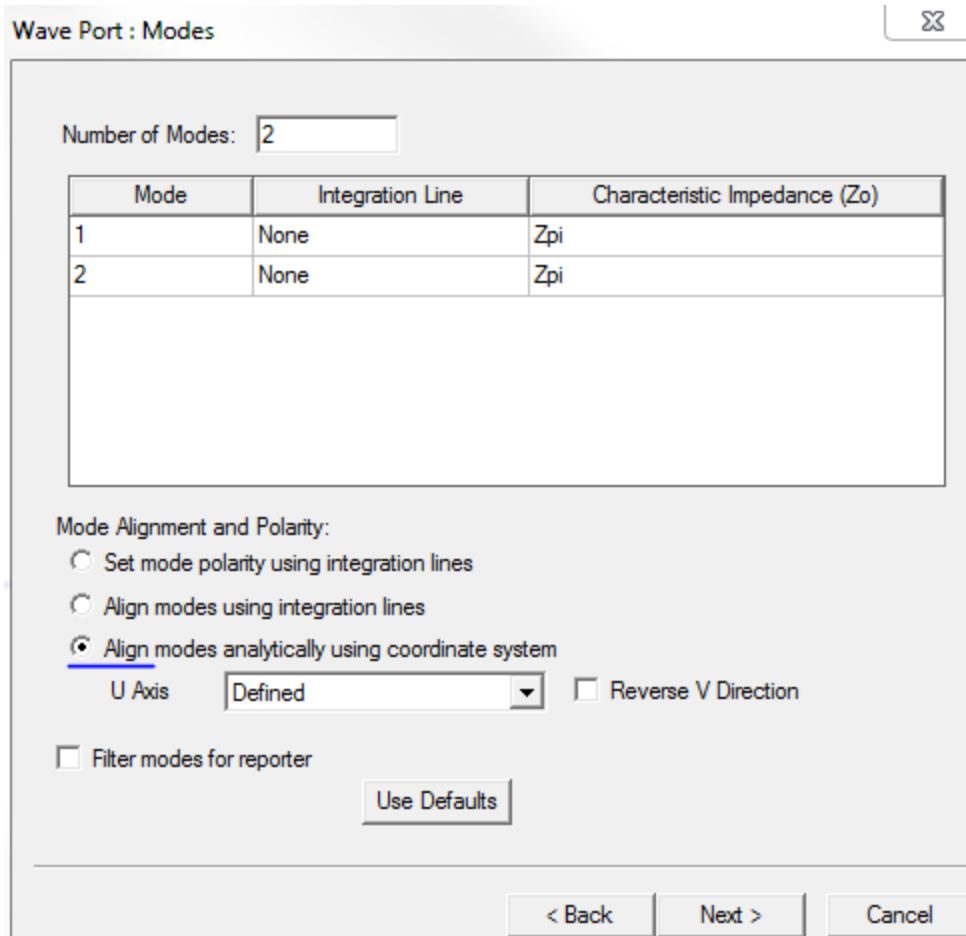 Wave Port : Modes
Number of Modes: 2
Mode Integration Line Characteristic Impedance (Zo)
1 None Zpi
2 None Zpi
Mode Alignment and Polarity:
Set mode polarity using integration lines
Align modes using integration lines
Align modes analytically using coordinate system
U Axis Defined Reverse V Direction
Filter modes for reporter
Use Defaults
< Back Next > Cancel